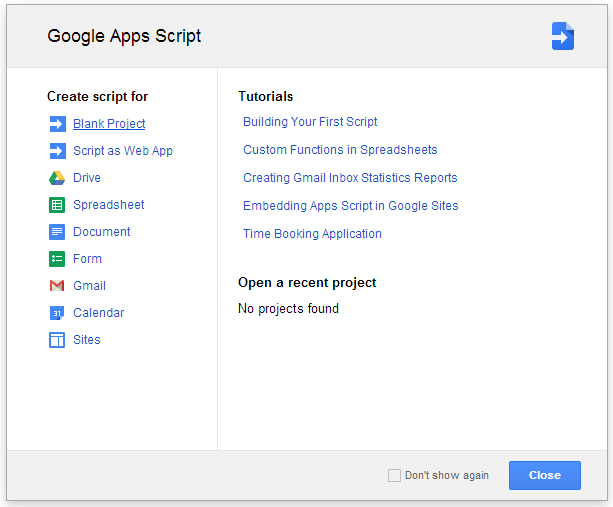 Google Apps Script
Create script for
Blank Project
Script as Web App
Drive
Spreadsheet
Document
Form
Gmail
31
Calendar
Sites
Tutorials
Building Your First Script
Custom Functions in Spreadsheets
Creating Gmail Inbox Statistics Reports
Embedding Apps Script in Google Sites
Time Booking Application
Open a recent project
No projects found
Don't show again
Close